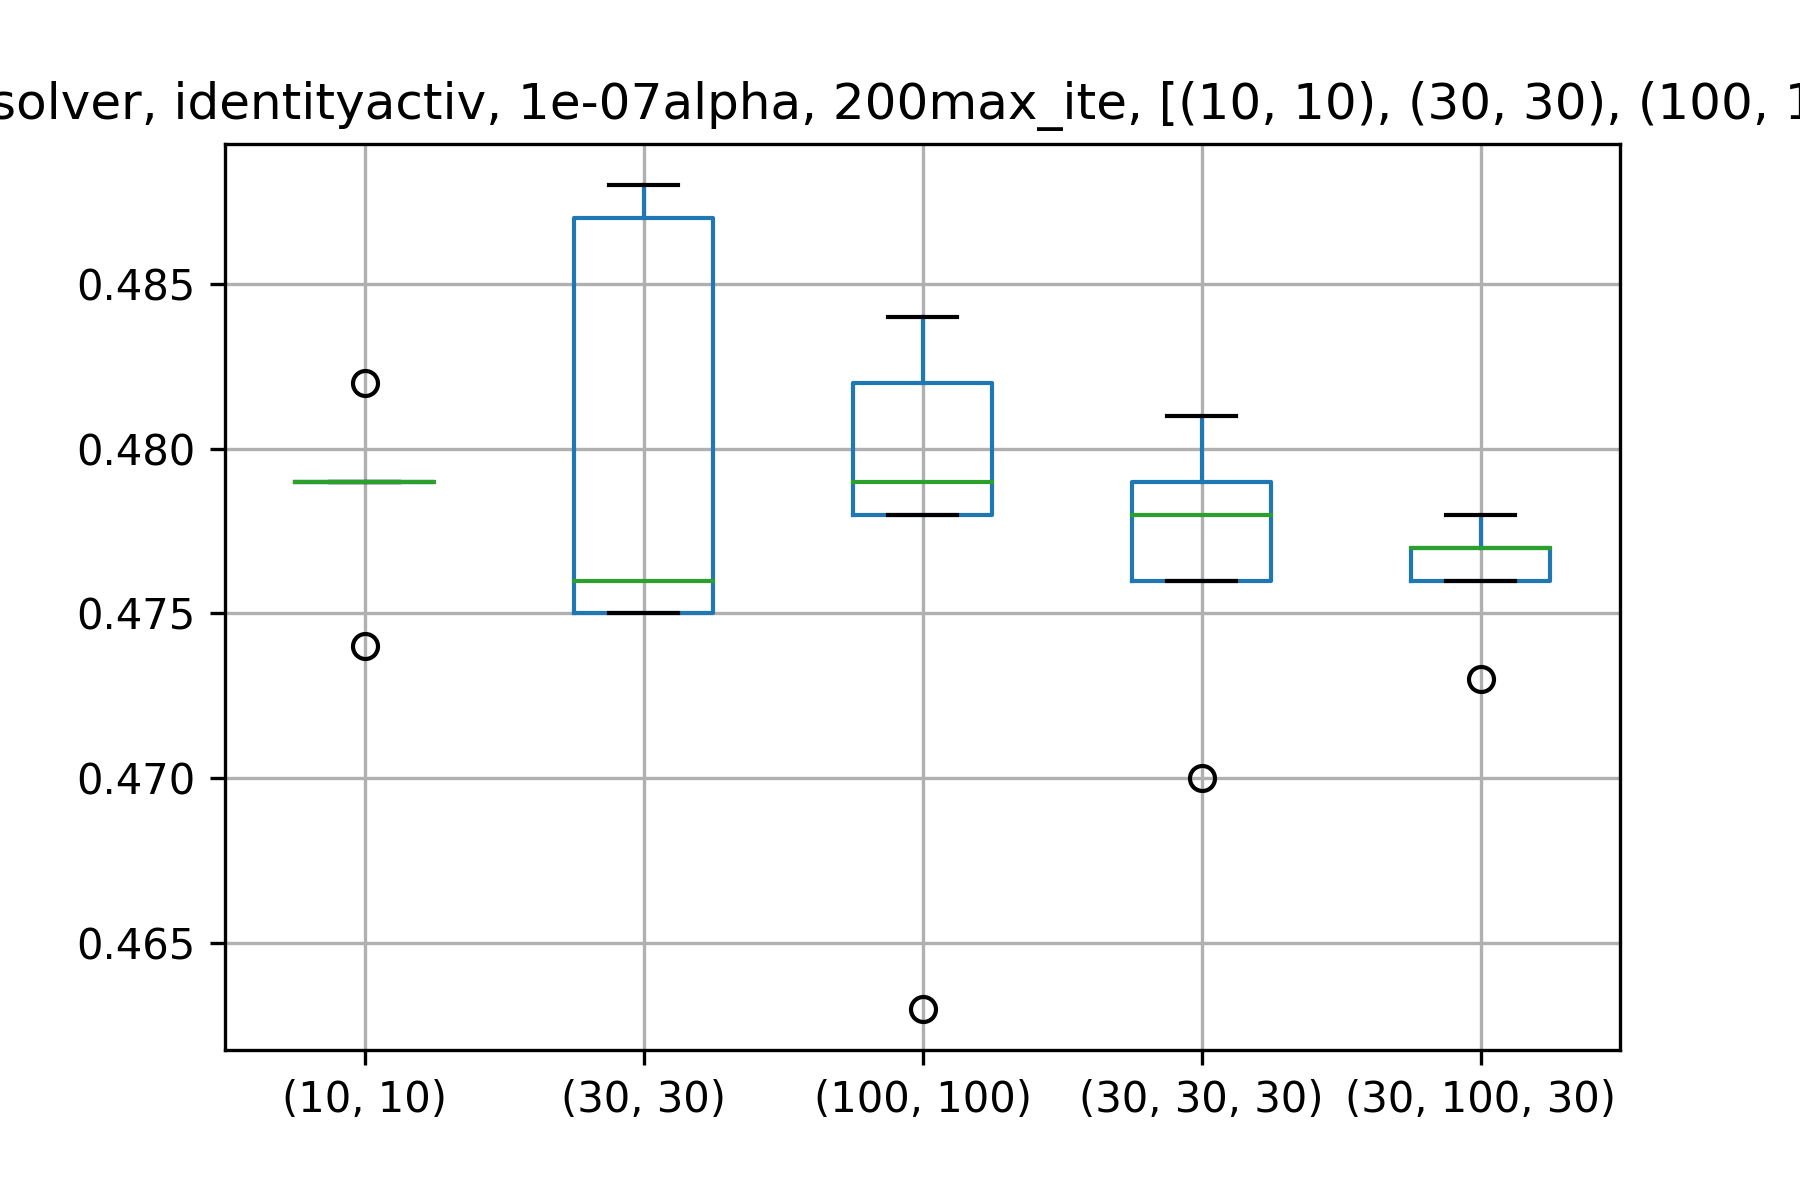 solver, identityactiv, 1e-07alpha, 200max_ite, [(10, 10), (30, 30), (100,
0.485
0.480
0.475
0.470
0.465
(10, 10) (30, 30) (100, 100) (30, 30, 30) (30, 100, 30)